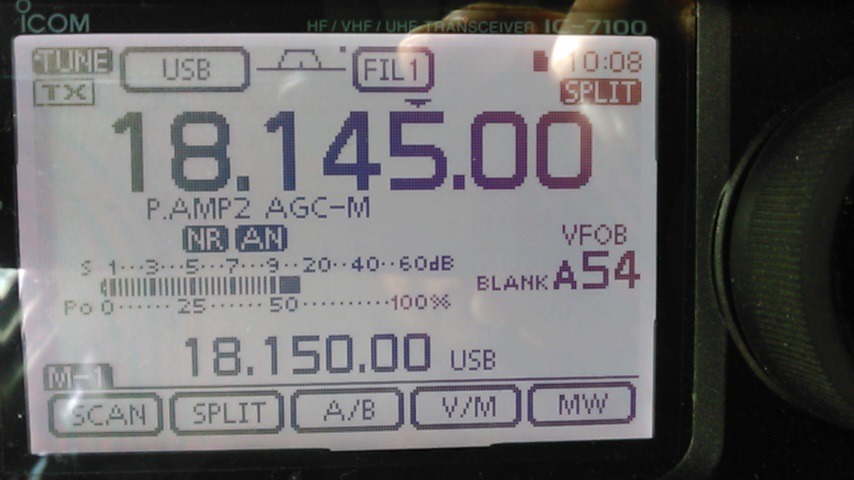 ICOM HF / VHF / UHF TRANSCEIVER IC-7100
TUNE USB FIL1 10:08
TX SPLIT
18.145.00
P.AMP2 AGC-M
NR AN VFOB
S 1···3···5···7···9··20··40··60dB
BLANK A54
Po 0······25······50·········100%
18.150.00 USB
M-1
SCAN SPLIT A/B V/M MW